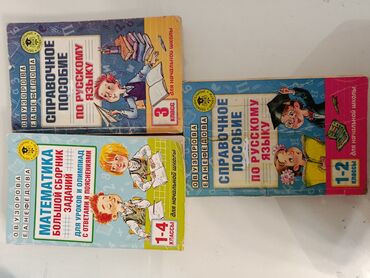 О.В.УЗОРОВА
Е.А.НЕФЁДОВА
СПРАВОЧНОЕ
ПОСОБИЕ
ПО РУССКОМУ
ЯЗЫКУ
3
КЛАСС
для начальной школы
О.В.УЗОРОВА
Е.А.НЕФЁДОВА
МАТЕМАТИКА
БОЛЬШОЙ СБОРНИК
ЗАДАНИЙ
ДЛЯ УРОКОВ И ОЛИМПИАД
С ОТВЕТАМИ И ПОЯСНЕНИЯМИ
1-4
КЛАССЫ
для начальной школы
О.В.УЗОРОВА
Е.А.НЕФЁДОВА
СПРАВОЧНОЕ
ПОСОБИЕ
ПО РУССКОМУ
ЯЗЫКУ
1-2
КЛАССЫ
для начальной школы